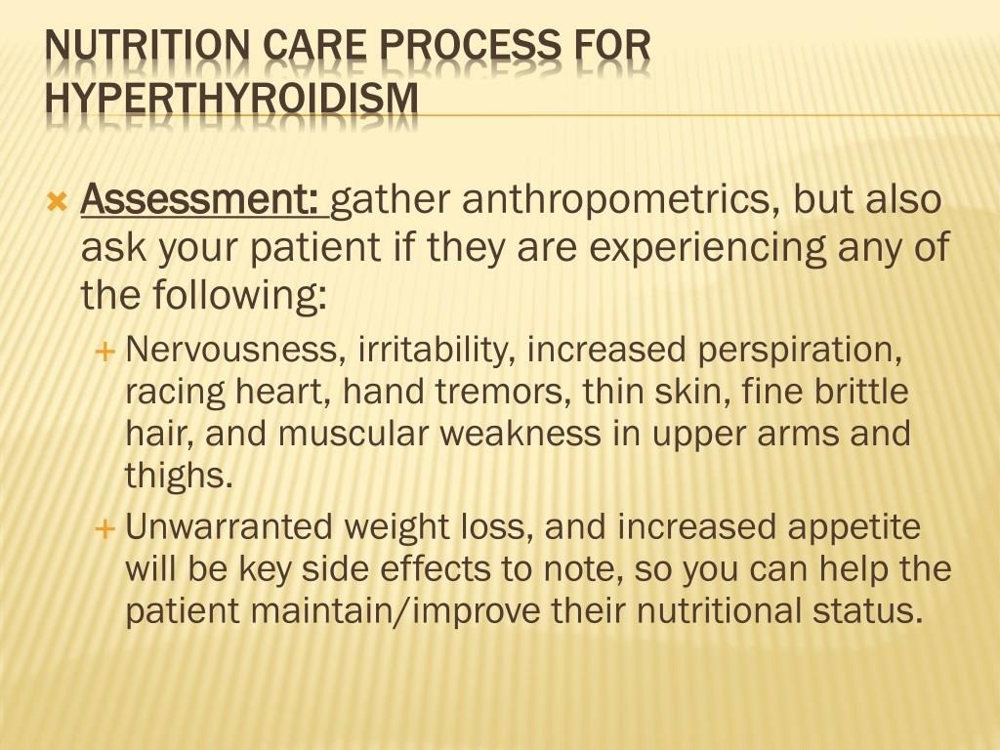 NUTRITION CARE PROCESS FOR
HYPERTHYROIDISM
Assessment: gather anthropometrics, but also
ask your patient if they are experiencing any of
the following:
Nervousness, irritability, increased perspiration,
racing heart, hand tremors, thin skin, fine brittle
hair, and muscular weakness in upper arms and
thighs.
Unwarranted weight loss, and increased appetite
will be key side effects to note, so you can help the
patient maintain/improve their nutritional status.